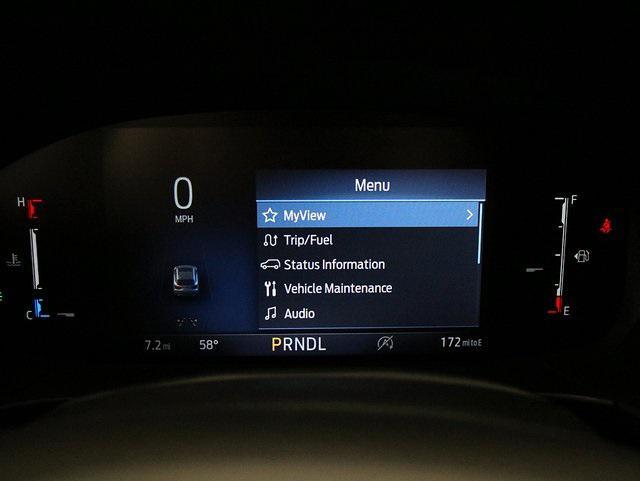 Menu
MyView
Trip/Fuel
Status Information
Vehicle Maintenance
Audio
0
MPH
H
C
F
E
7.2 mi 58° PRNDL 172 mi to E